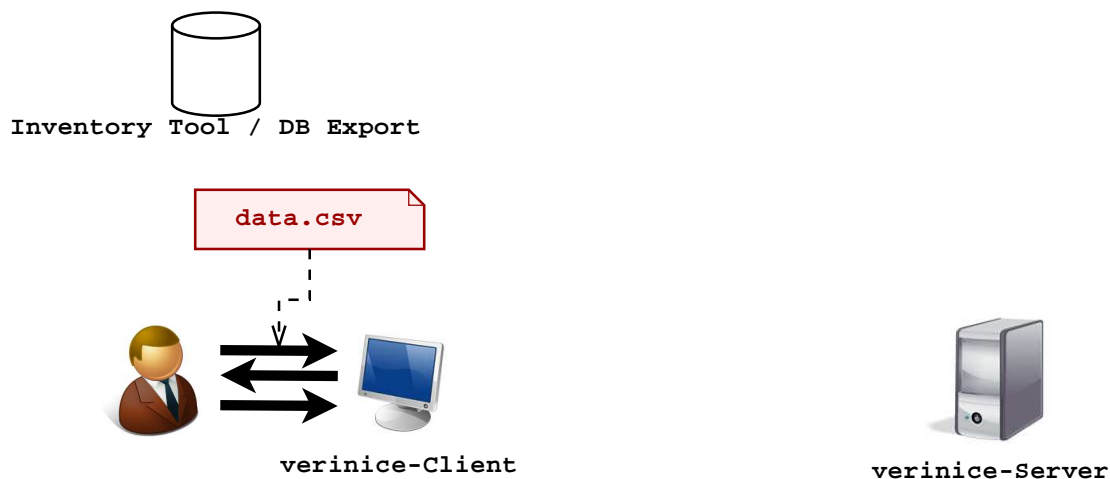 Inventory Tool / DB Export
data.csv
verinice-Client
verinice-Server